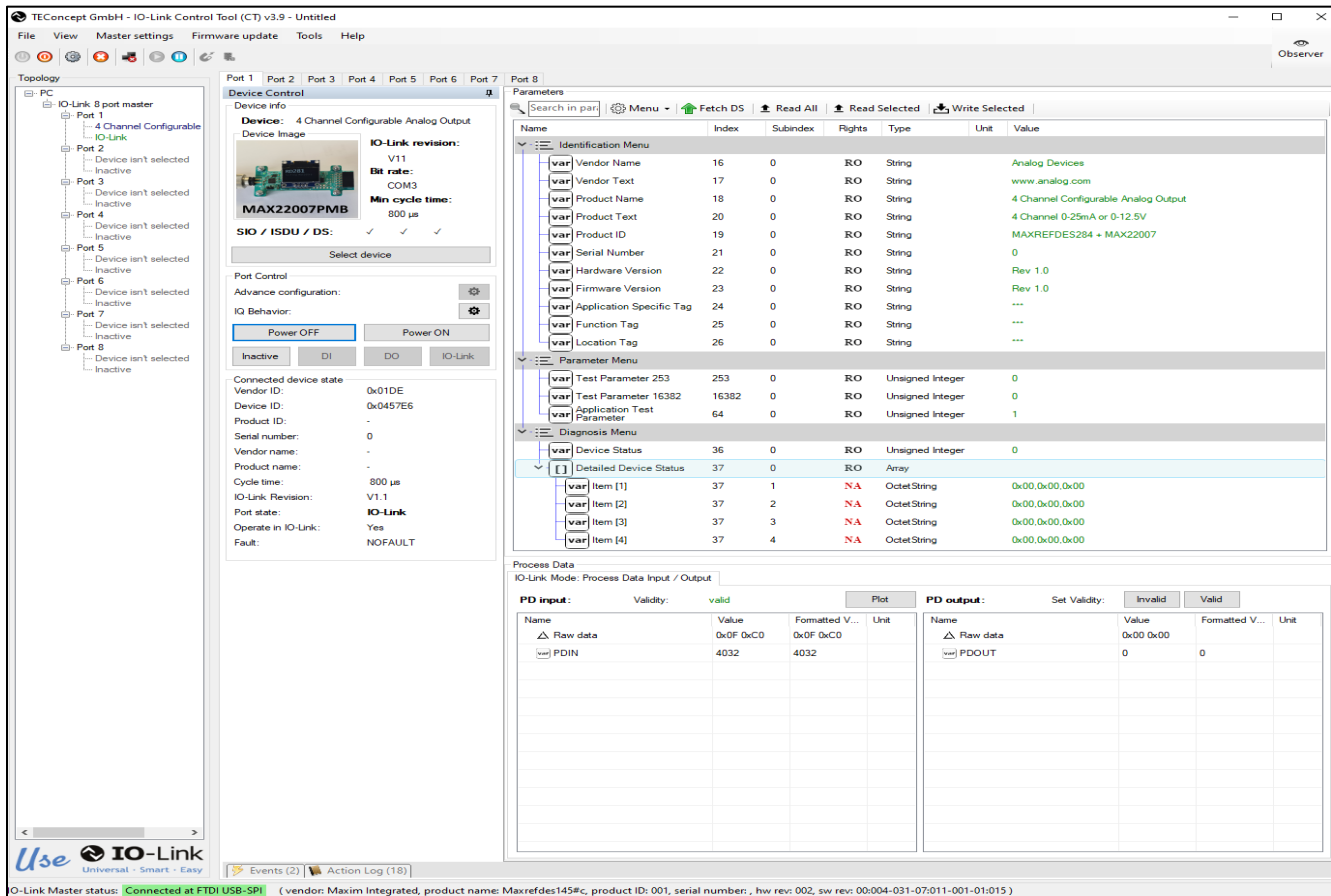 TEConcept GmbH - IO-Link Control Tool (CT) v3.9 - Untitled
File View Master settings Firmware update Tools Help
Observer
Topology
PC
IO-Link 8 port master
Port 1
4 Channel Configurable
IO-Link
Port 2
Device isn't selected
Inactive
Port 3
Device isn't selected
Inactive
Port 4
Device isn't selected
Inactive
Port 5
Device isn't selected
Inactive
Port 6
Device isn't selected
Inactive
Port 7
Device isn't selected
Inactive
Port 8
Device isn't selected
Inactive
Use IO-Link
Universal - Smart - Easy
Port 1 Port 2 Port 3 Port 4 Port 5 Port 6 Port 7 Port 8
Device Control
Device info
Device: 4 Channel Configurable Analog Output
Device Image
MAX22007PMB
IO-Link revision:
V11
Bit rate:
COM3
Min cycle time:
800 µs
SIO / ISDU / DS: ✓ ✓ ✓
Select device
Port Control
Advance configuration:
IQ Behavior:
Power OFF Power ON
Inactive DI DO IO-Link
Connected device state
Vendor ID: 0x01DE
Device ID: 0x0457E6
Product ID: -
Serial number: 0
Vendor name: -
Product name: -
Cycle time: 800 µs
IO-Link Revision: V1.1
Port state: IO-Link
Operate in IO-Link: Yes
Fault: NOFAULT
Events (2) Action Log (18)
Parameters
Search in par Menu Fetch DS Read All Read Selected Write Selected
Name Index Subindex Rights Type Unit Value
Identification Menu
var Vendor Name 16 0 RO String Analog Devices
var Vendor Text 17 0 RO String www.analog.com
var Product Name 18 0 RO String 4 Channel Configurable Analog Output
var Product Text 20 0 RO String 4 Channel 0-25mA or 0-12.5V
var Product ID 19 0 RO String MAXREFDES284 + MAX22007
var Serial Number 21 0 RO String 0
var Hardware Version 22 0 RO String Rev 1.0
var Firmware Version 23 0 RO String Rev 1.0
var Application Specific Tag 24 0 RO String ***
var Function Tag 25 0 RO String ***
var Location Tag 26 0 RO String ***
Parameter Menu
var Test Parameter 253 253 0 RO Unsigned Integer 0
var Test Parameter 16382 16382 0 RO Unsigned Integer 0
var Application Test Parameter 64 0 RO Unsigned Integer 1
Diagnosis Menu
var Device Status 36 0 RO Unsigned Integer 0
[] Detailed Device Status 37 0 RO Array
var Item [1] 37 1 NA OctetString 0x00,0x00,0x00
var Item [2] 37 2 NA OctetString 0x00,0x00,0x00
var Item [3] 37 3 NA OctetString 0x00,0x00,0x00
var Item [4] 37 4 NA OctetString 0x00,0x00,0x00
Process Data
IO-Link Mode: Process Data Input / Output
PD input: Validity: valid Plot
Name Value Formatted V... Unit
Raw data 0x0F 0xC0 0x0F 0xC0
var PDIN 4032 4032
PD output: Set Validity: Invalid Valid
Name Value Formatted V... Unit
Raw data 0x00 0x00
var PDOUT 0 0
IO-Link Master status: Connected at FTDI USB-SPI ( vendor: Maxim Integrated, product name: Maxrefdes145#c, product ID: 001, serial number: , hw rev: 002, sw rev: 00:004-031-07:011-001-01:015 )